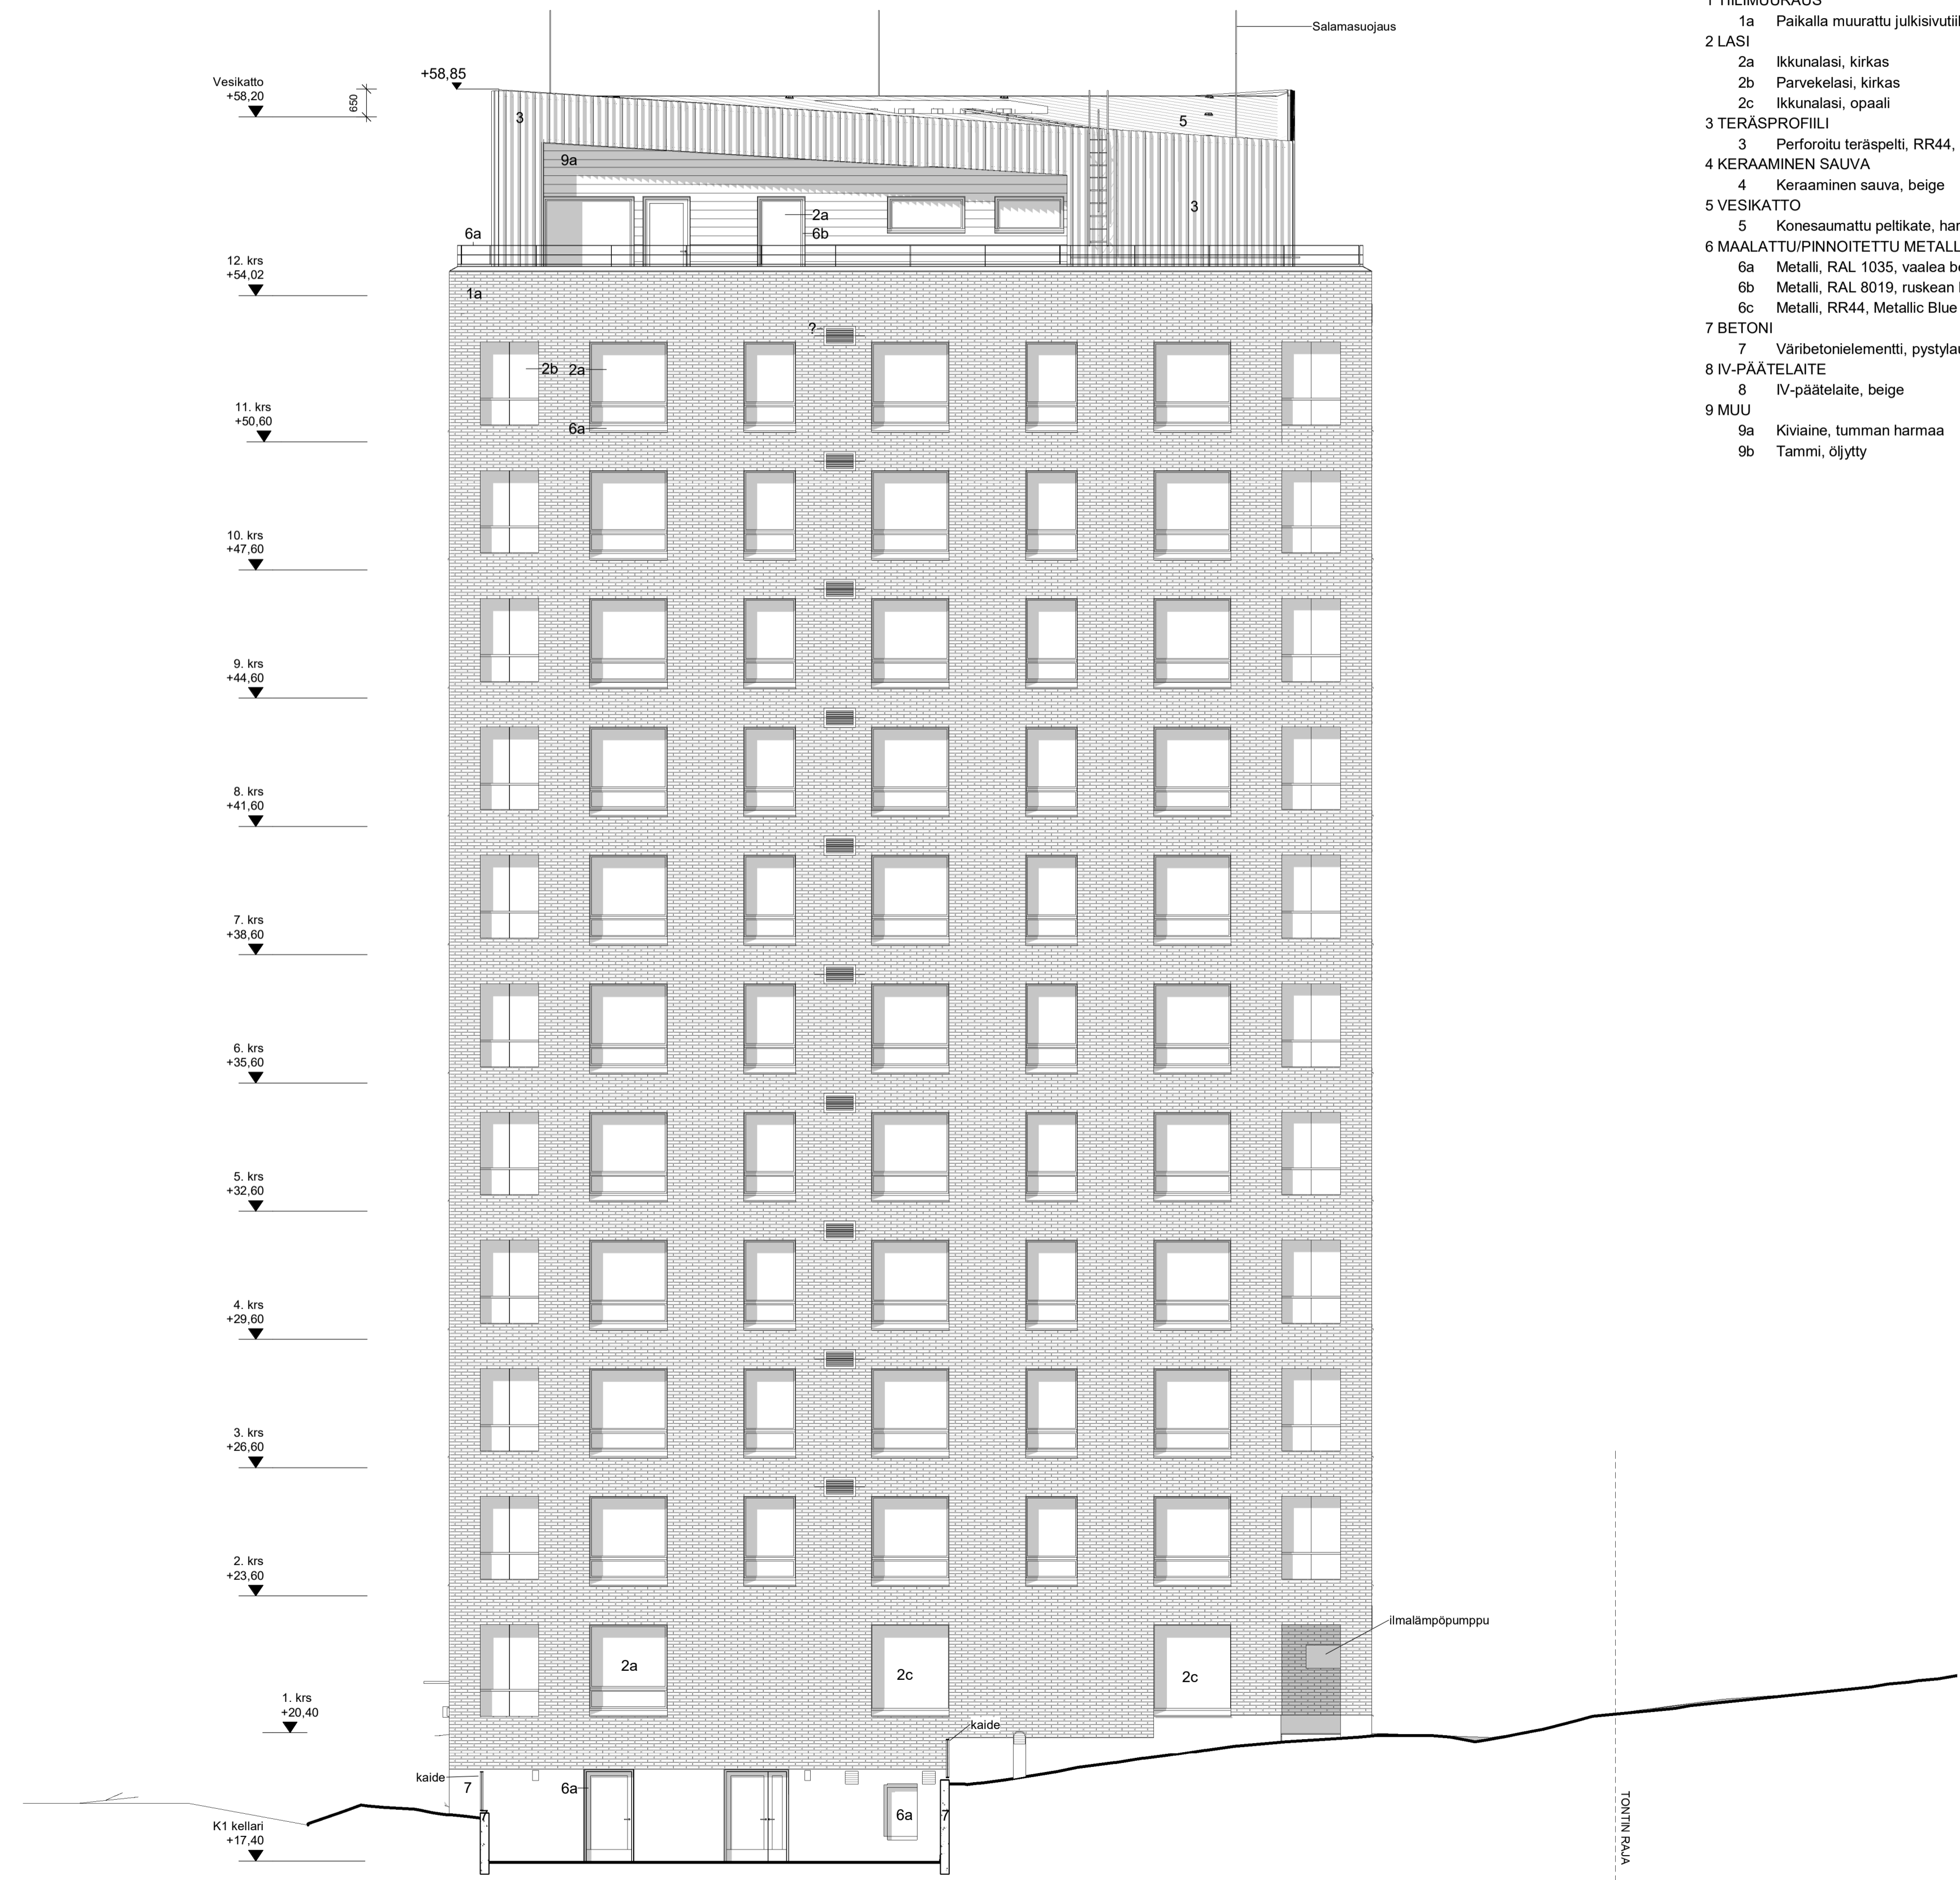 Salamasuojaus
Vesikatto
+58,20
650
+58,85
3
5
9a
3
2a
6b
6a
12. krs
+54,02
1a
?
2b 2a
6a
11. krs
+50,60
10. krs
+47,60
9. krs
+44,60
8. krs
+41,60
7. krs
+38,60
6. krs
+35,60
5. krs
+32,60
4. krs
+29,60
3. krs
+26,60
2. krs
+23,60
ilmalämpöpumppu
2a
2c
2c
1. krs
+20,40
kaide
kaide
7
6a
7
6a
7
K1 kellari
+17,40
TONTIN RAJA
1 TIILIMUURAUS
1a Paikalla muurattu
2 LASI
2a Ikkunalasi, kirkas
2b Parvekelasi, kirkas
2c Ikkunalasi, opaali
3 TERÄSPROFIILI
3 Perforoitu teräspelti, RR44,
4 KERAAMINEN SAUVA
4 Keraaminen sauva, beige
5 VESIKATTO
5 Konesaumattu peltikate,
6 MAALATTU/PINNOITETTU
6a Metalli, RAL 1035, vaalea
6b Metalli, RAL 8019, ruskean
6c Metalli, RR44, Metallic Blue
7 BETONI
7 Väribetonielementti,
8 IV-PÄÄTELAITE
8 IV-päätelaite, beige
9 MUU
9a Kiviaine, tumman harmaa
9b Tammi, öljytty